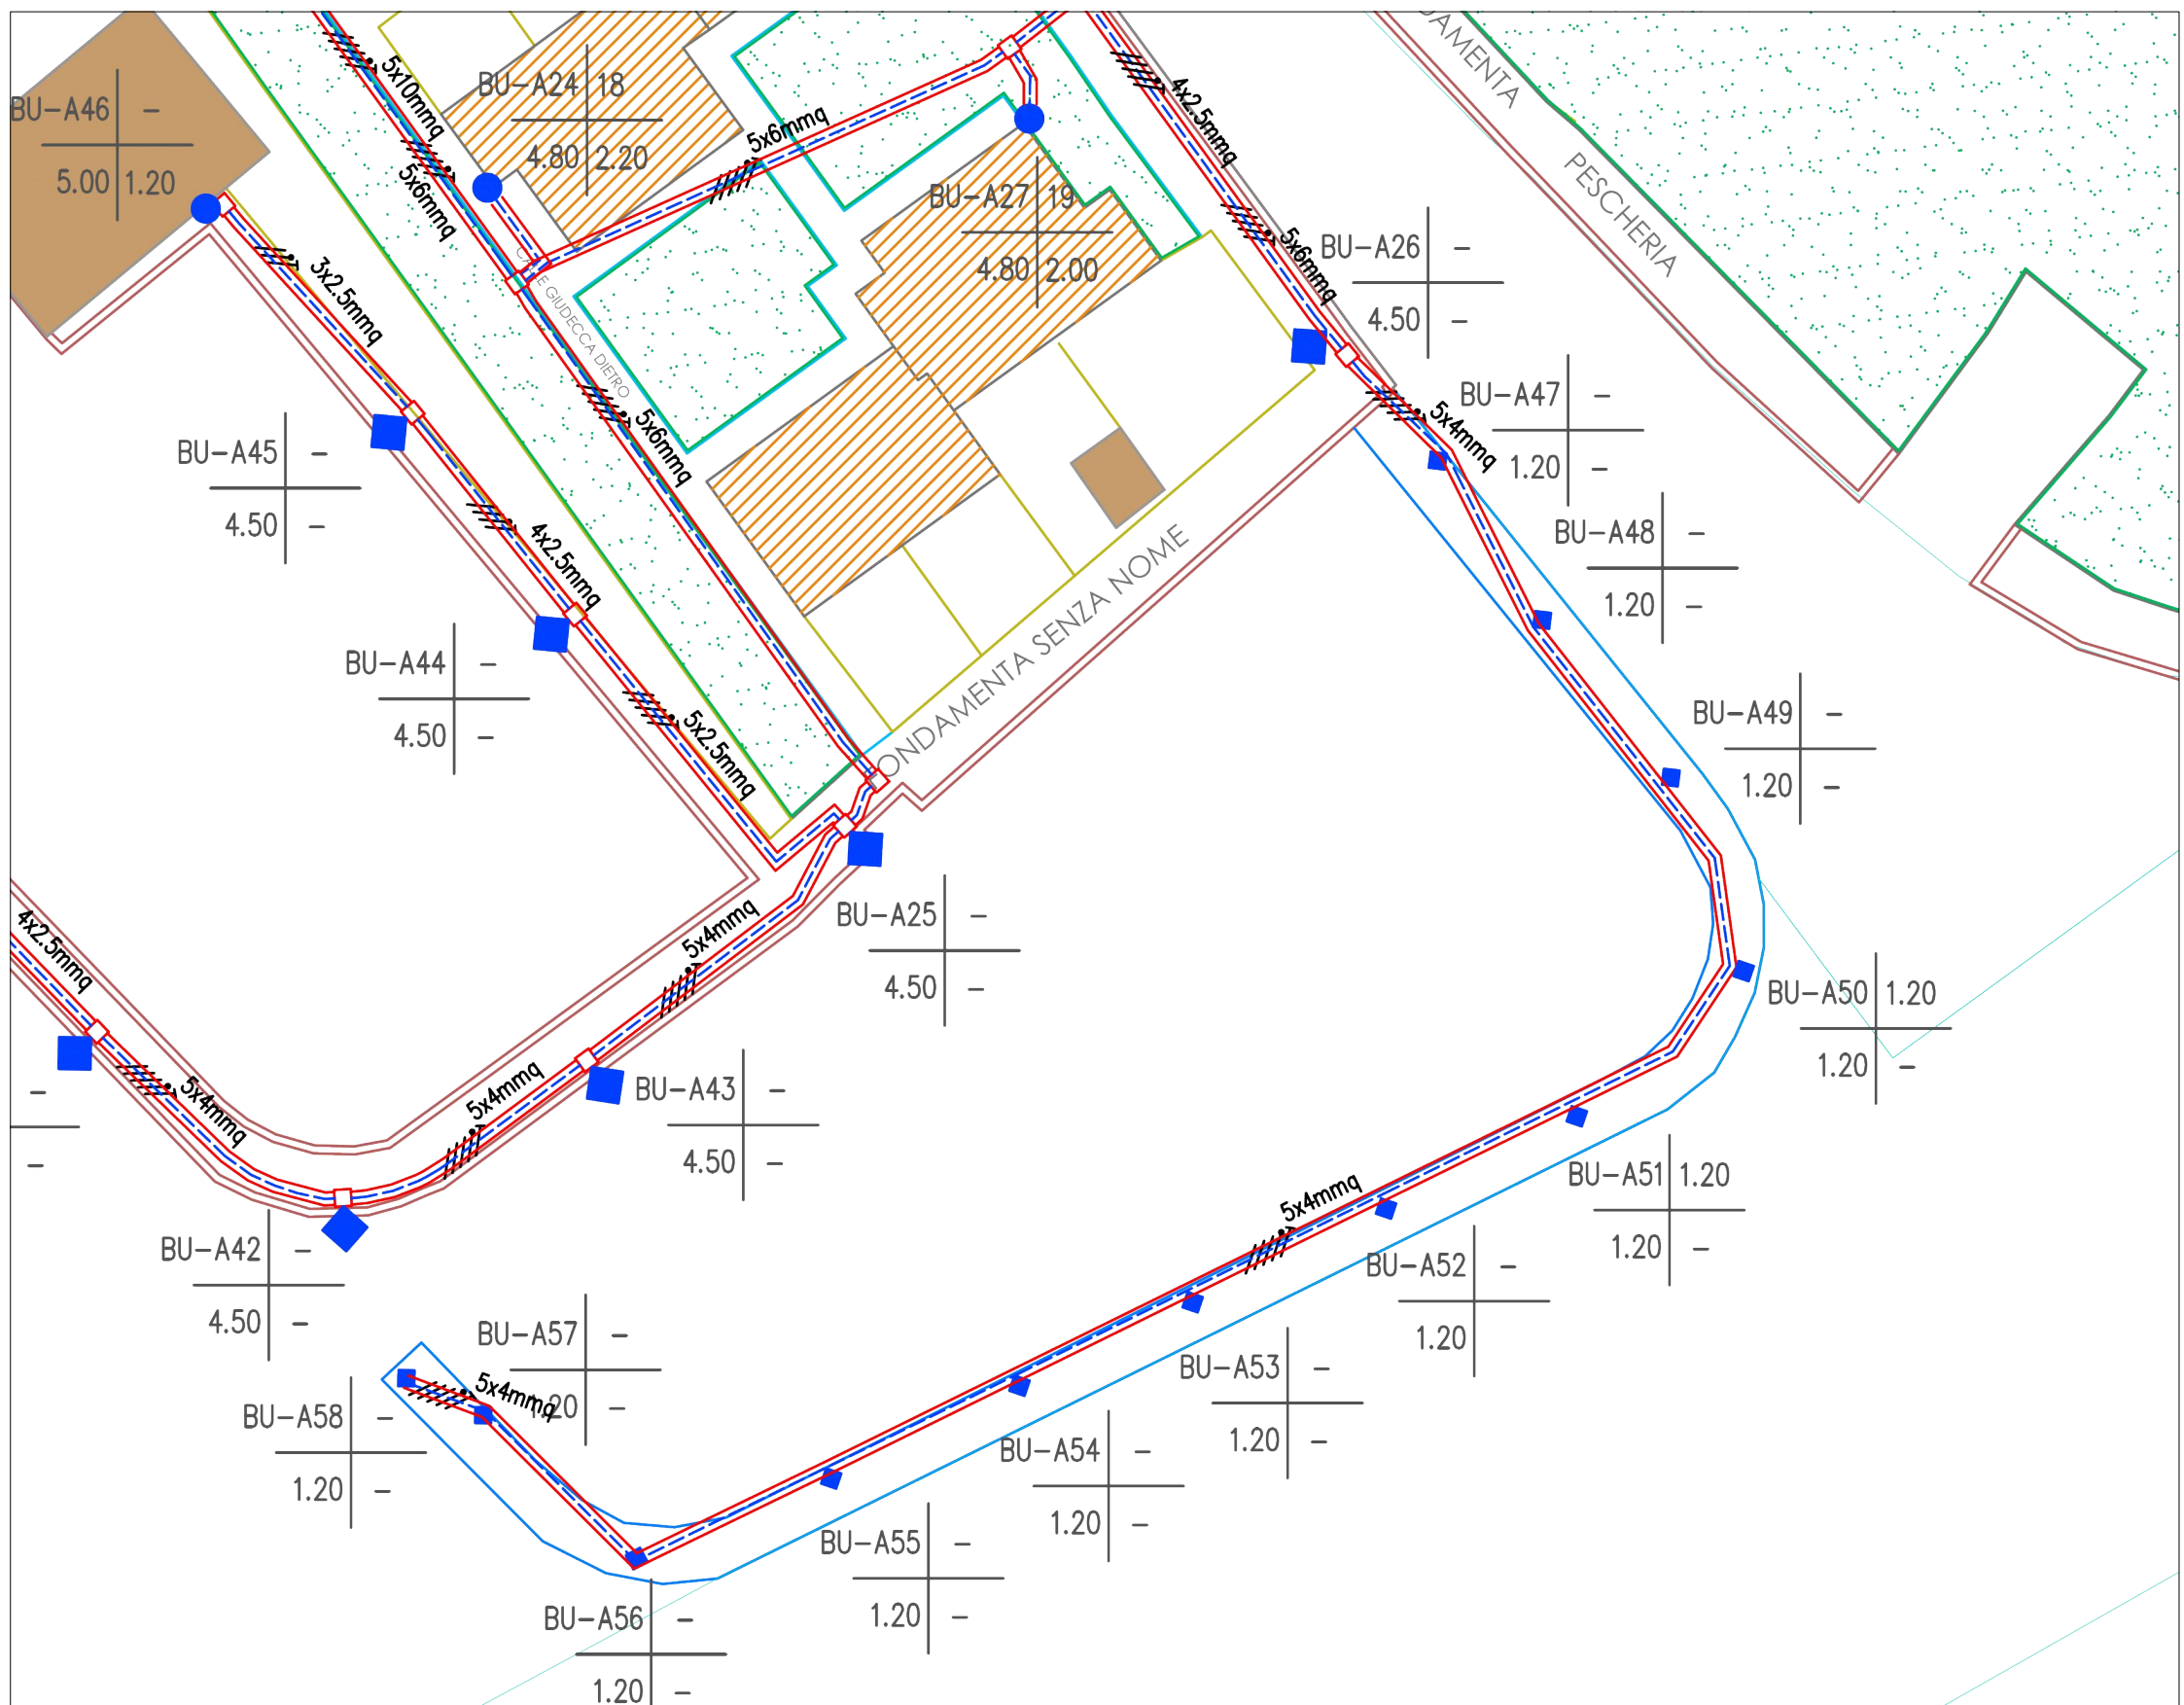 DAMENTA
PESCHERIA
BU-A46 -
5.00 1.20
5x10mmq
5x6mmq
BU-A24 18
4.80 2.20
5x6mmq
4x2.5mmq
BU-A27 19
4.80 2.00
5x6mmq
BU-A26 -
4.50 -
3x2.5mmq
CALLE GIUDECCA DIETRO
5x6mmq
BU-A47 -
1.20 -
5x4mmq
BU-A45 -
4.50 -
4x2.5mmq
BU-A48 -
1.20 -
ONDAMENTA SENZA NOME
BU-A44 -
4.50 -
5x2.5mmq
BU-A49 -
1.20 -
4x2.5mmq
5x4mmq
BU-A25 -
4.50 -
BU-A50 1.20
1.20 -
-
-
5x4mmq
5x4mmq
BU-A43 -
4.50 -
BU-A51 1.20
1.20 -
5x4mmq
BU-A42 -
4.50 -
BU-A52 -
1.20
BU-A57 -
1.20 -
5x4mmq
BU-A53 -
1.20 -
BU-A58 -
1.20 -
BU-A54 -
1.20 -
BU-A55 -
1.20 -
BU-A56 -
1.20 -